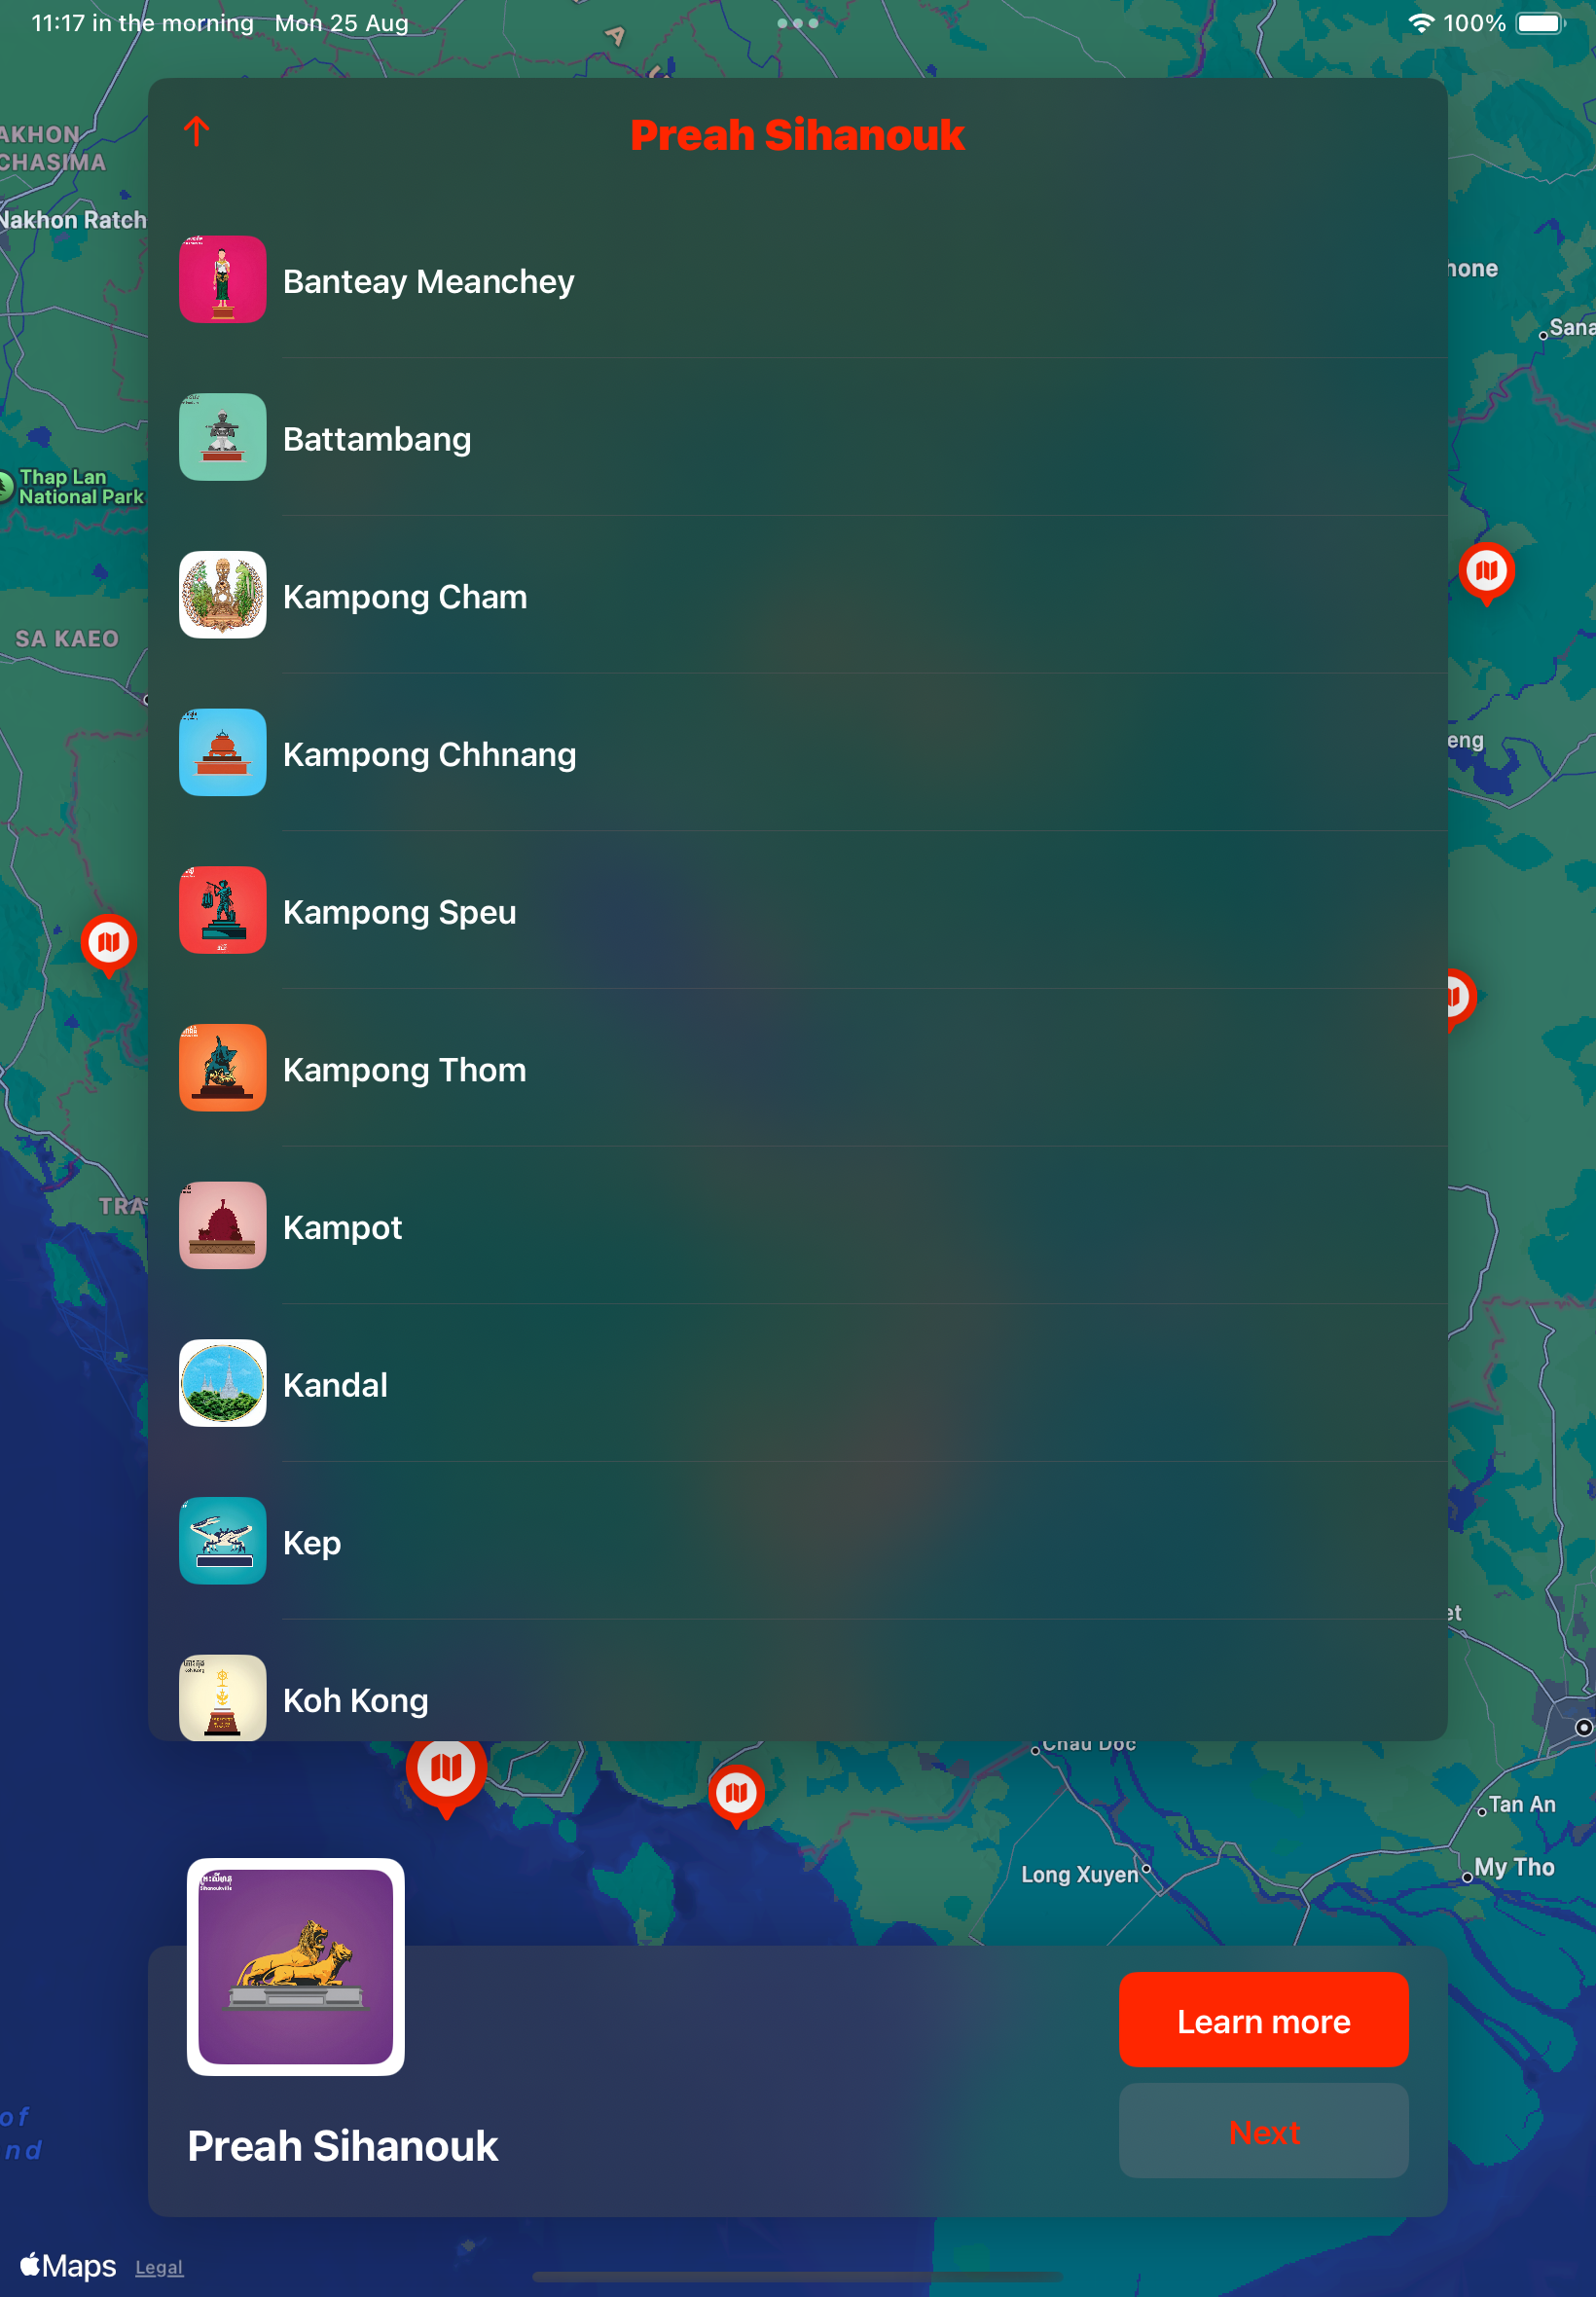 11:17 in the morning Mon 25 Aug
100%
AKHON
CHASIMA
Nakhon Ratch
Preah Sihanouk
Banteay Meanchey
hone
Sana
Battambang
Thap Lan
National Park
Kampong Cham
SA KAEO
Kampong Chhnang
eng
Kampong Speu
Kampong Thom
TRA
Kampot
Kandal
Kep
et
Koh Kong
Chau Doc
Tan An
My Tho
Long Xuyen
Sihanoukville
Learn more
Next
Preah Sihanouk
of
nd
Maps
Legal